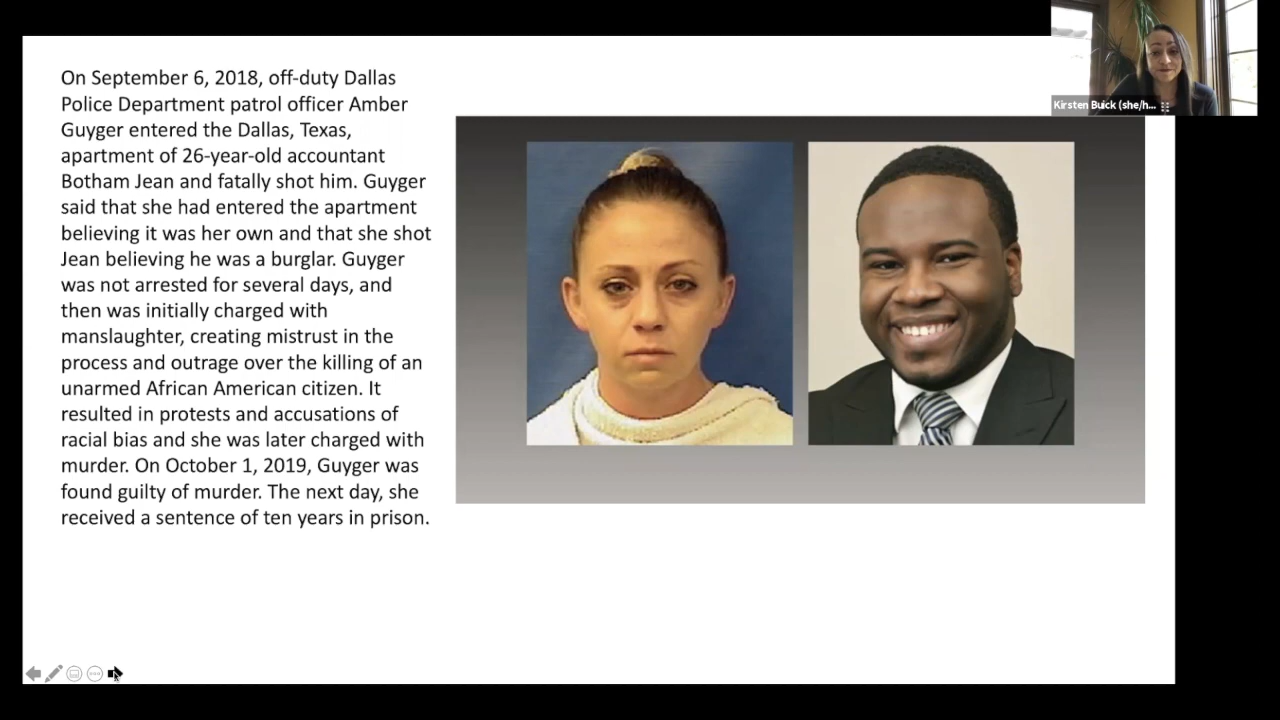 On September 6, 2018, off-duty Dallas
Police Department patrol officer Amber
Guyger entered the Dallas, Texas,
apartment of 26-year-old accountant
Botham Jean and fatally shot him. Guyger
said that she had entered the apartment
believing it was her own and that she shot
Jean believing he was a burglar. Guyger
was not arrested for several days, and
then was initially charged with
manslaughter, creating mistrust in the
process and outrage over the killing of an
unarmed African American citizen. It
resulted in protests and accusations of
racial bias and she was later charged with
murder. On October 1, 2019, Guyger was
found guilty of murder. The next day, she
received a sentence of ten years in prison.
Kirsten Buick (she/h...